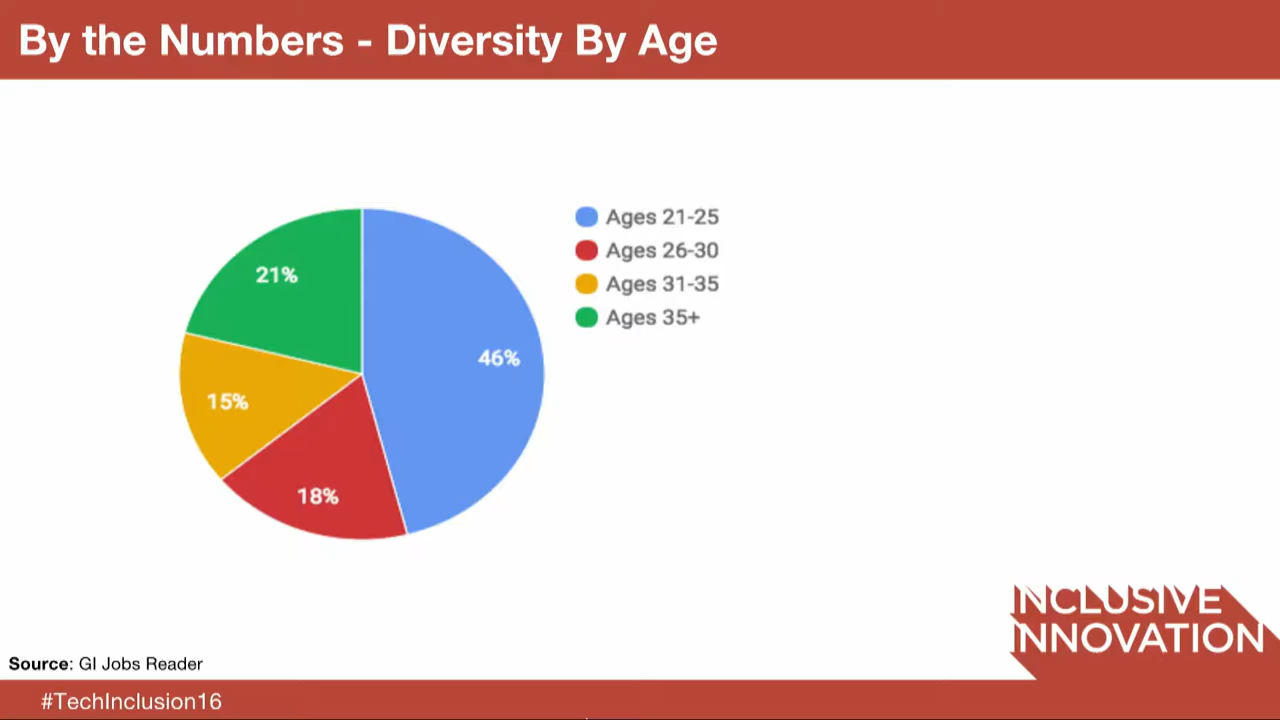 By the Numbers - Diversity By Age
Ages 21-25
Ages 26-30
Ages 31-35
Ages 35+
21%
46%
15%
18%
INCLUSIVE
INNOVATION
Source: GI Jobs Reader
#TechInclusion16